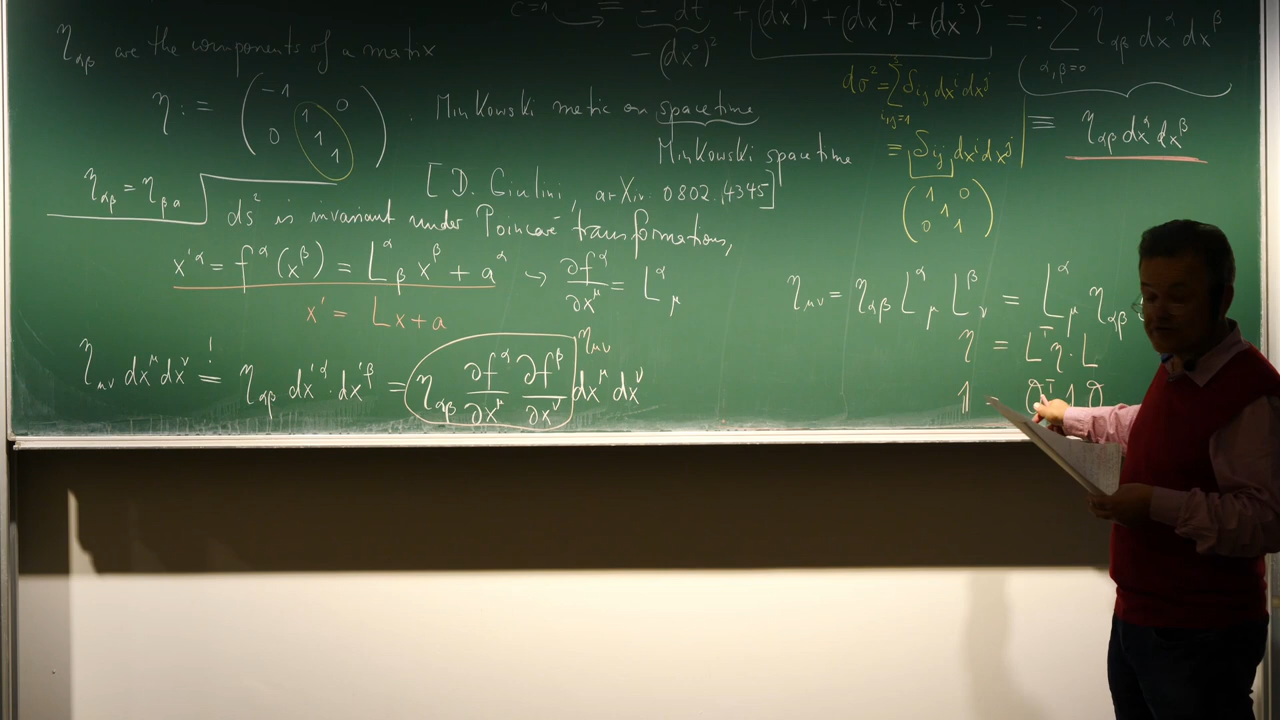 c=1 = - dt² + (dx¹)² + (dx²)² + (dx³)² =: Σ η_αβ dx^α dx^β
α,β=0
-(dx⁰)²
η_αβ are the components of a matrix
η := ( -1 0 1 0 1 1 ) . Minkowski metric on spacetime
Minkowski spacetime
dσ² = Σ δ_ij dx^i dx^j
i,j=1
3
≡ δ_ij dx^i dx^j
( 1 0 1 0 1 )
≡ η_αβ dx^α dx^β
η_αβ = η_βα
[ D. Giulini, arXiv: 0802.4345 ]
ds² is invariant under Poincaré transformations,
x'^α = f^α (x^β) = L^α_β x^β + a^α → ∂f^α/∂x^μ = L^α_μ
x' = Lx + a
η_μν dx^μ dx^ν =! η_αβ dx'^α · dx'^β = η_αβ ∂f^α/∂x^μ ∂f^β/∂x^ν dx^μ dx^ν
η_μν
η_μν = η_αβ L^α_μ L^β_ν = L^α_μ η_αβ
η = L^T η · L
1 O^T 1 O